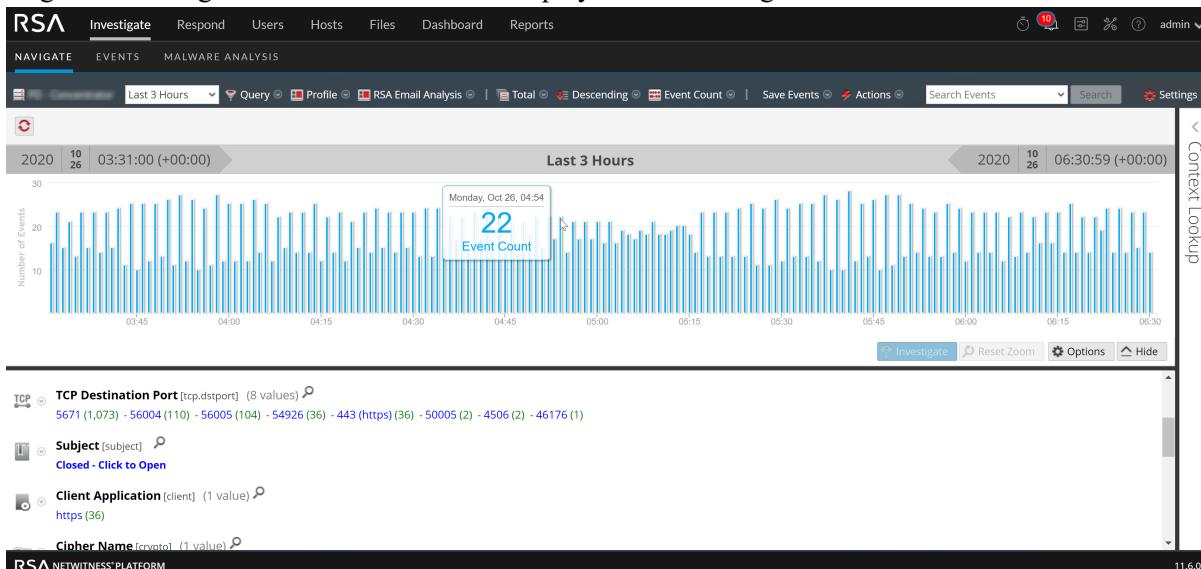 RSA Investigate Respond Users Hosts Files Dashboard Reports 10 admin
NAVIGATE EVENTS MALWARE ANALYSIS
Last 3 Hours Query Profile RSA Email Analysis | Total Descending Event Count | Save Events Actions Search Events Search Settings
2020 10 26 03:31:00 (+00:00) Last 3 Hours 2020 10 26 06:30:59 (+00:00)
Context Lookup
Number of Events
30
20
10
Monday, Oct 26, 04:54
22
Event Count
03:45 04:00 04:15 04:30 04:45 05:00 05:15 05:30 05:45 06:00 06:15 06:30
Investigate Reset Zoom Options Hide
TCP TCP Destination Port [tcp.dstport] (8 values)
5671 (1,073) - 56004 (110) - 56005 (104) - 54926 (36) - 443 (https) (36) - 50005 (2) - 4506 (2) - 46176 (1)
Subject [subject]
Closed - Click to Open
Client Application [client] (1 value)
https (36)
Cipher Name [crypto] (1 value)
RSA NETWITNESS® PLATFORM 11.6.0